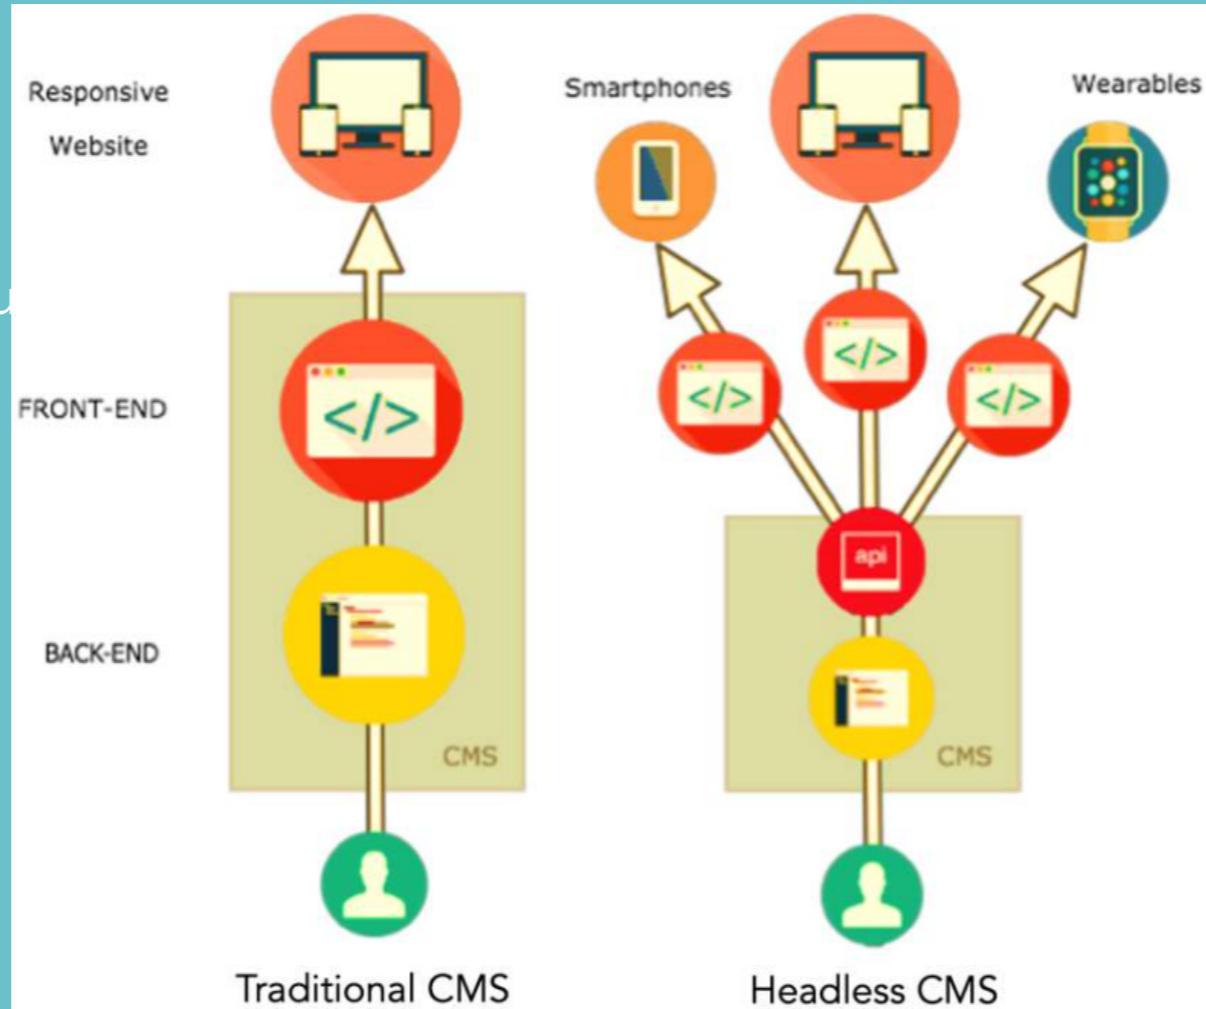 Responsive
Website
FRONT-END
BACK-END
</>
CMS
Traditional CMS
Smartphones
Wearables
</>
</>
</>
api
CMS
Headless CMS